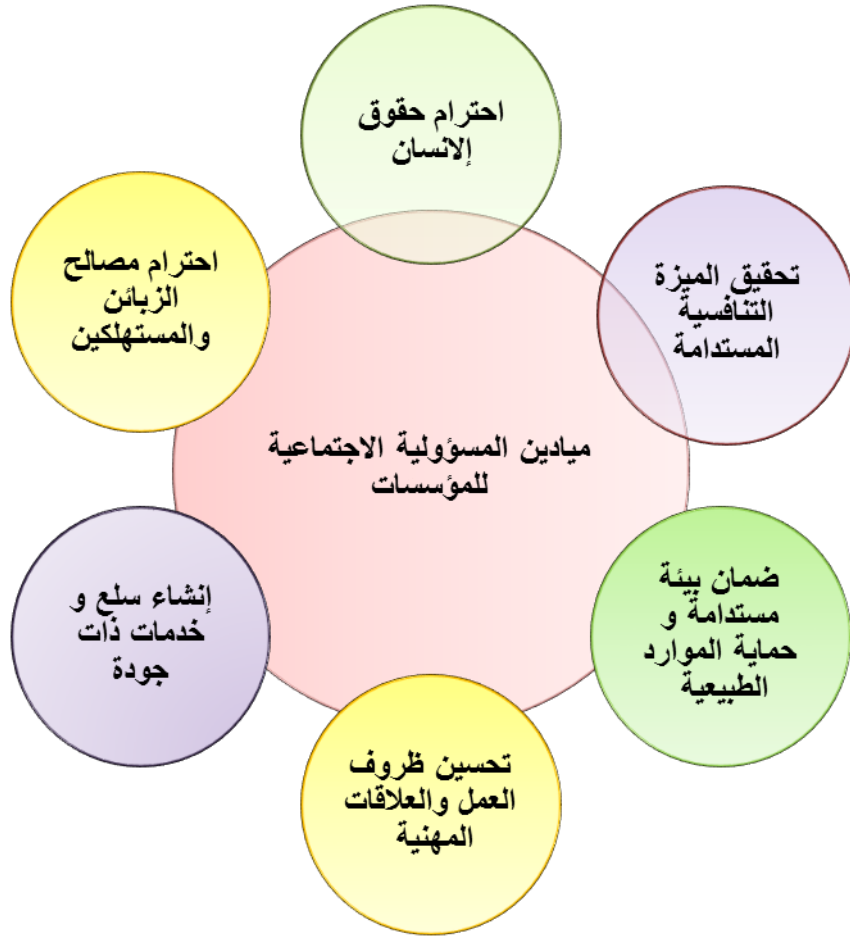 احترام حقوق
إلانسان
تحقيق الميزة
التنافسية
المستدامة
احترام مصالح
الزبائن
والمستهلكين
ميادين المسؤولية الاجتماعية
للمؤسسات
ضمان بيئة
مستدامة و
حماية الموارد
الطبيعية
إنشاء سلع و
خدمات ذات
جودة
تحسين ظروف
العمل والعلاقات
المهنية